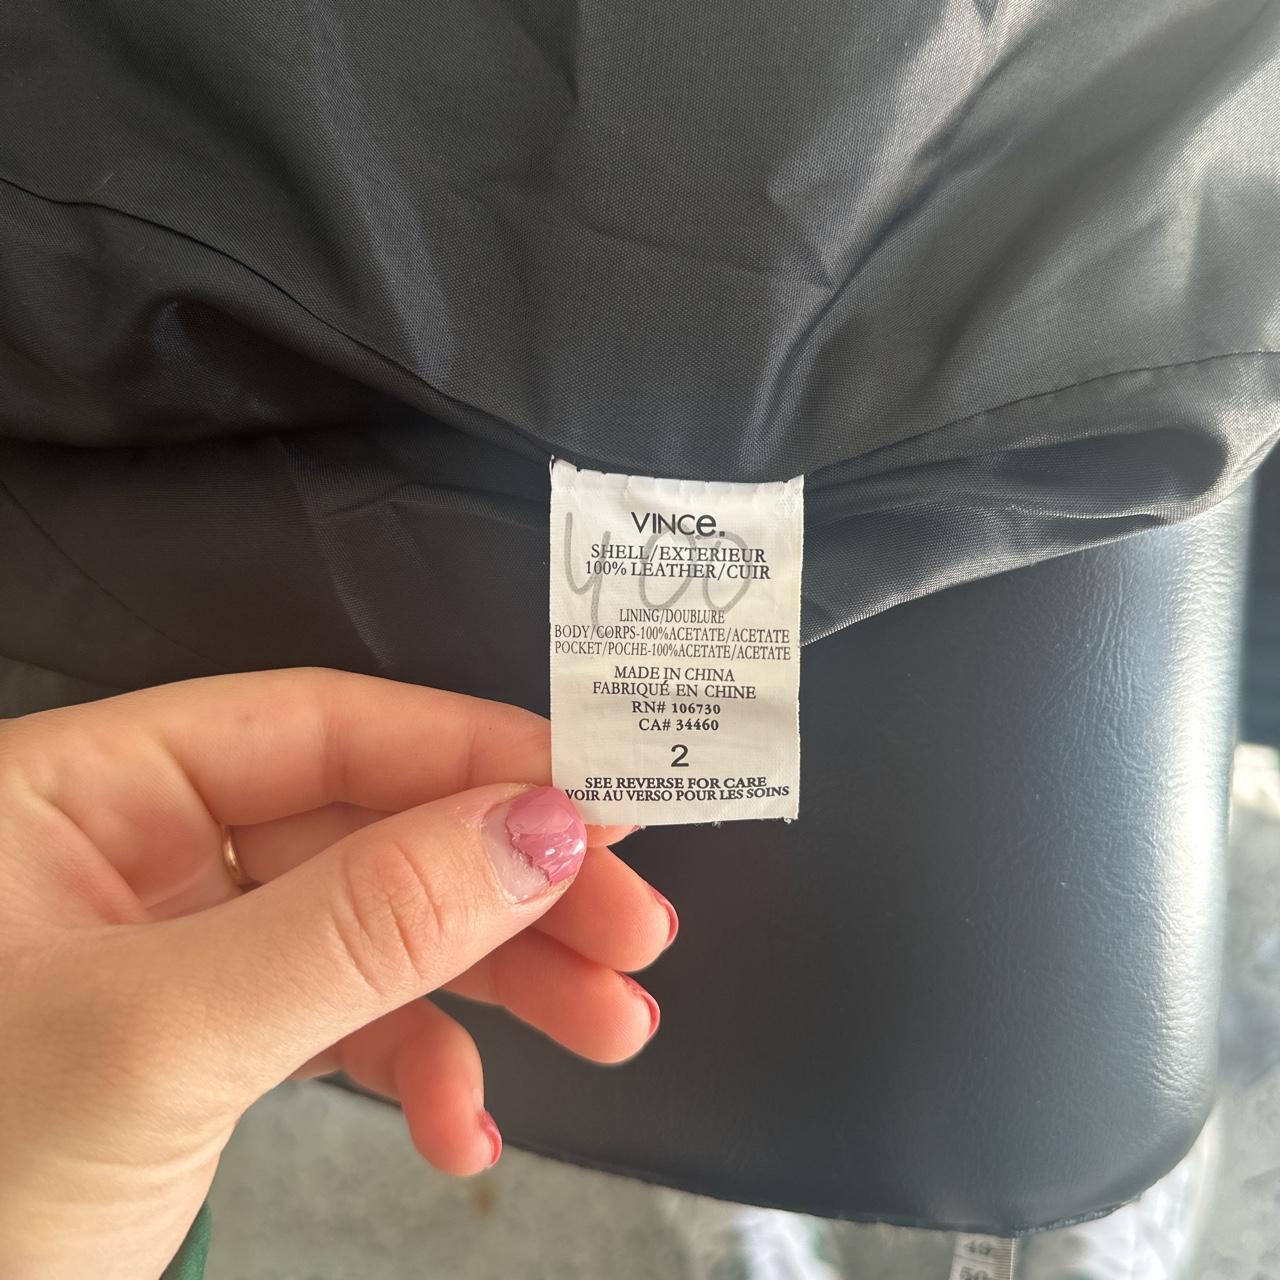 VINCe.
400
SHELL/EXTERIEUR
100% LEATHER/CUIR
LINING/DOUBLURE
BODY/CORPS-100%ACETATE/ACETATE
POCKET/POCHE-100%ACETATE/ACETATE
MADE IN CHINA
FABRIQUÉ EN CHINE
RN# 106730
CA# 34460
2
SEE REVERSE FOR CARE
VOIR AU VERSO POUR LES SOINS
49
50